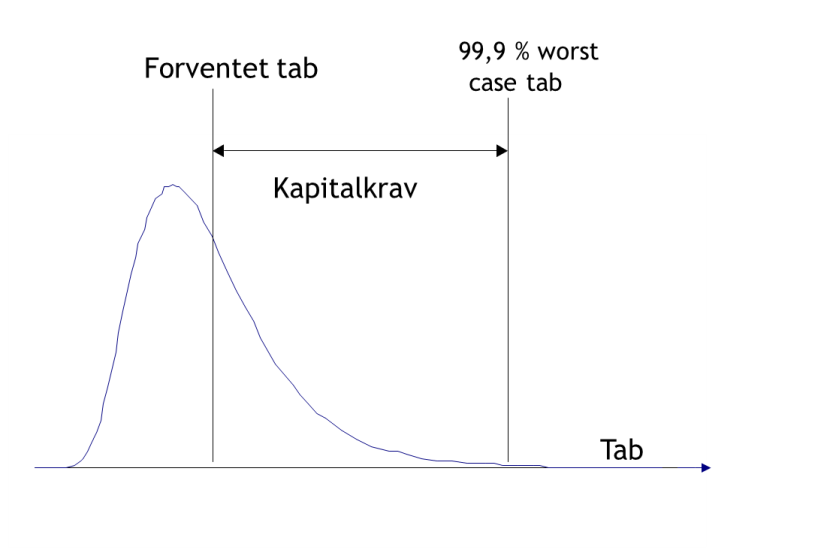 Forventet tab
99,9 % worst
case tab
Kapitalkrav
Tab